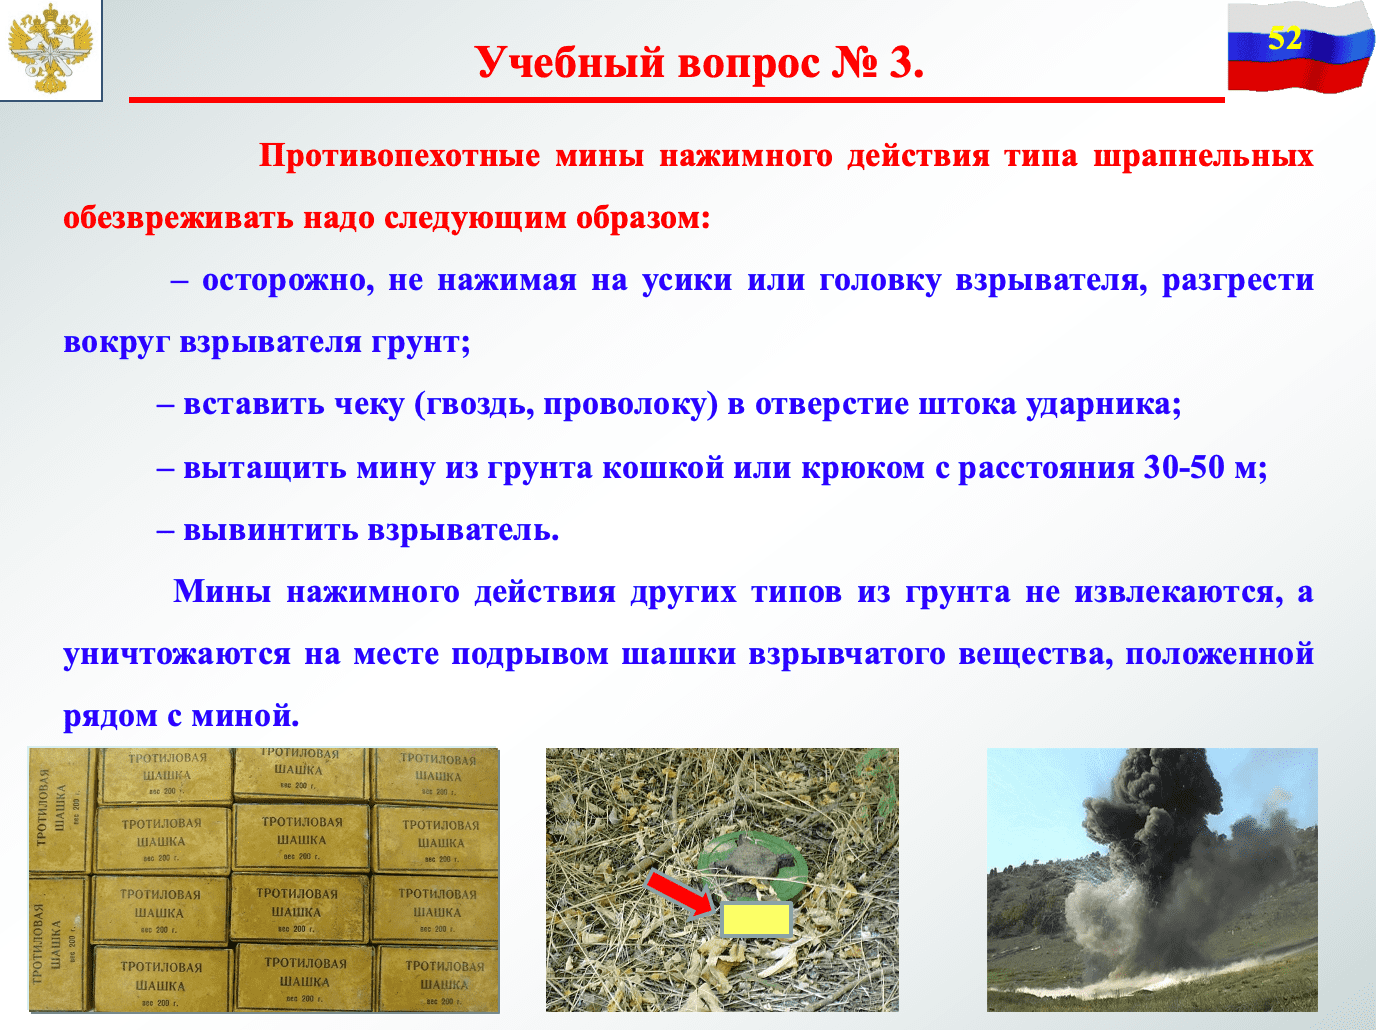 52
Учебный вопрос № 3.
Противопехотные мины нажимного действия типа шрапнельных
обезвреживать надо следующим образом:
– осторожно, не нажимая на усики или головку взрывателя, разгрести
вокруг взрывателя грунт;
– вставить чеку (гвоздь, проволоку) в отверстие штока ударника;
– вытащить мину из грунта кошкой или крюком с расстояния 30-50 м;
– вывинтить взрыватель.
Мины нажимного действия других типов из грунта не извлекаются, а
уничтожаются на месте подрывом шашки взрывчатого вещества, положенной
рядом с миной.
ТРОТИЛОВАЯ
ШАШКА
вес 200 г.
ТРОТИЛОВАЯ
ШАШКА
вес 200 г.
ТРОТИЛОВАЯ
ШАШКА
вес 200 г.
ТРОТИЛОВАЯ
ШАШКА
вес 200 г.
ТРОТИЛОВАЯ
ШАШКА
вес 200 г.
ТРОТИЛОВАЯ
ШАШКА
вес 200 г.
ТРОТИЛОВАЯ
ШАШКА
вес 200 г.
ТРОТИЛОВАЯ
ШАШКА
вес 200 г.
ТРОТИЛОВАЯ
ШАШКА
вес 200 г.
ТРОТИЛОВАЯ
ШАШКА
вес 200 г.
ТРОТИЛОВАЯ
ШАШКА
вес 200 г.
ТРОТИЛОВАЯ
ШАШКА
вес 200 г.
ТРОТИЛОВАЯ
ШАШКА
вес 200 г.
ТРОТИЛОВАЯ
ШАШКА
вес 200 г.